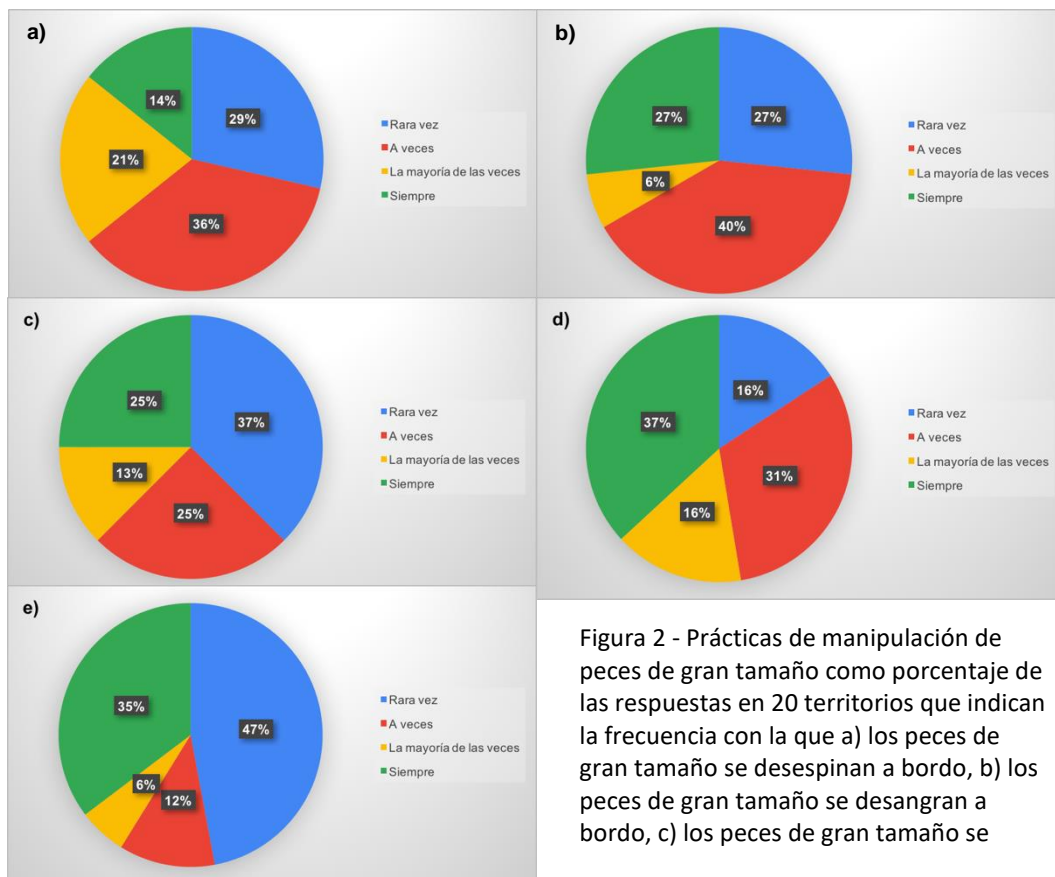 a)
14%
29%
21%
36%
Rara vez
A veces
La mayoría de las veces
Siempre
b)
27%
27%
6%
40%
Rara vez
A veces
La mayoría de las veces
Siempre
c)
25%
37%
13%
25%
Rara vez
A veces
La mayoría de las veces
Siempre
d)
16%
37%
31%
16%
Rara vez
A veces
La mayoría de las veces
Siempre
e)
35%
47%
6%
12%
Rara vez
A veces
La mayoría de las veces
Siempre
Figura 2 - Prácticas de manipulación de
peces de gran tamaño como porcentaje de
las respuestas en 20 territorios que indican
la frecuencia con la que a) los peces de
gran tamaño se desespinan a bordo, b) los
peces de gran tamaño se desangran a
bordo, c) los peces de gran tamaño se